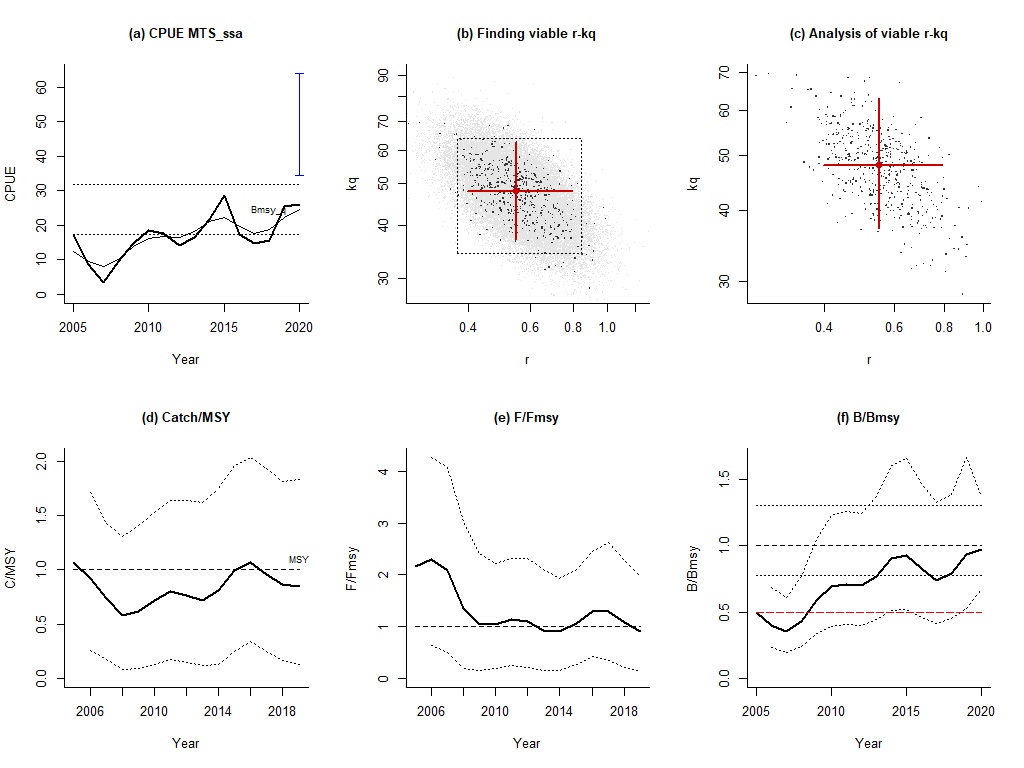 (a) CPUE MTS_ssa
CPUE
60
50
40
30
20
10
0
2005
2010
2015
2020
Year
(b) Finding viable r-kq
kq
90
70
60
50
40
30
0.4
0.6
0.8
1.0
r
(c) Analysis of viable r-kq
kq
70
60
50
40
30
0.4
0.6
0.8
1.0
r
(d) Catch/MSY
C/MSY
2.0
1.5
1.0
0.5
0.0
MSY
2006
2010
2014
2018
Year
(e) F/Fmsy
F/Fmsy
4
3
2
1
0
2006
2010
2014
2018
Year
(f) B/Bmsy
B/Bmsy
1.5
1.0
0.5
0.0
2005
2010
2015
2020
Year